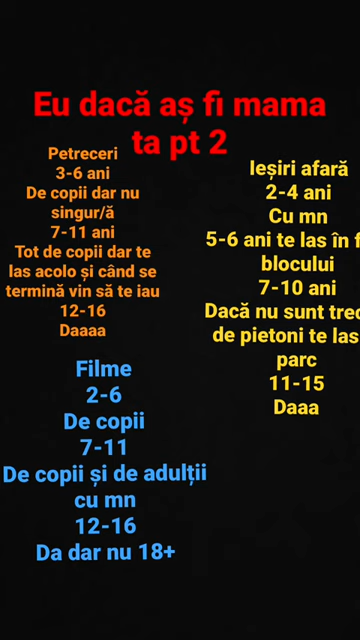 Eu dacă aș fi mama
ta pt 2
Petreceri
3-6 ani
De copii dar nu
singur/ă
7-11 ani
Tot de copii dar te
las acolo și când se
termină vin să te iau
12-16
Daaaa
Ieșiri afară
2-4 ani
Cu mn
5-6 ani te las în f
blocului
7-10 ani
Dacă nu sunt trec
de pietoni te las
parc
11-15
Daaa
Filme
2-6
De copii
7-11
De copii și de adulții
cu mn
12-16
Da dar nu 18+